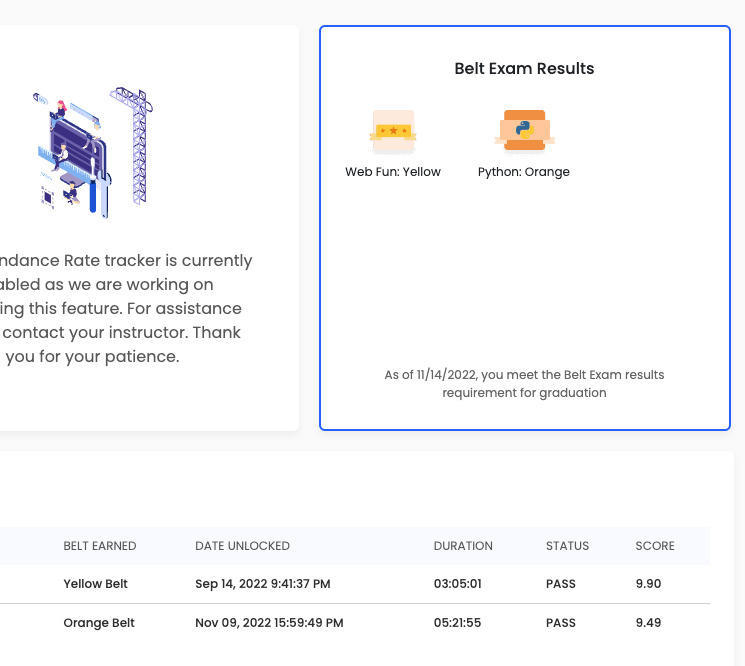 Belt Exam Results
Web Fun: Yellow
Python: Orange
Rate tracker is currently
as we are working on
this feature. For assistance
contact your instructor. Thank
you for your patience.
As of 11/14/2022, you meet the Belt Exam results
requirement for graduation
BELT EARNED DATE UNLOCKED DURATION STATUS SCORE
Yellow Belt Sep 14, 2022 9:41:37 PM 03:05:01 PASS 9.90
Orange Belt Nov 09, 2022 15:59:49 PM 05:21:55 PASS 9.49